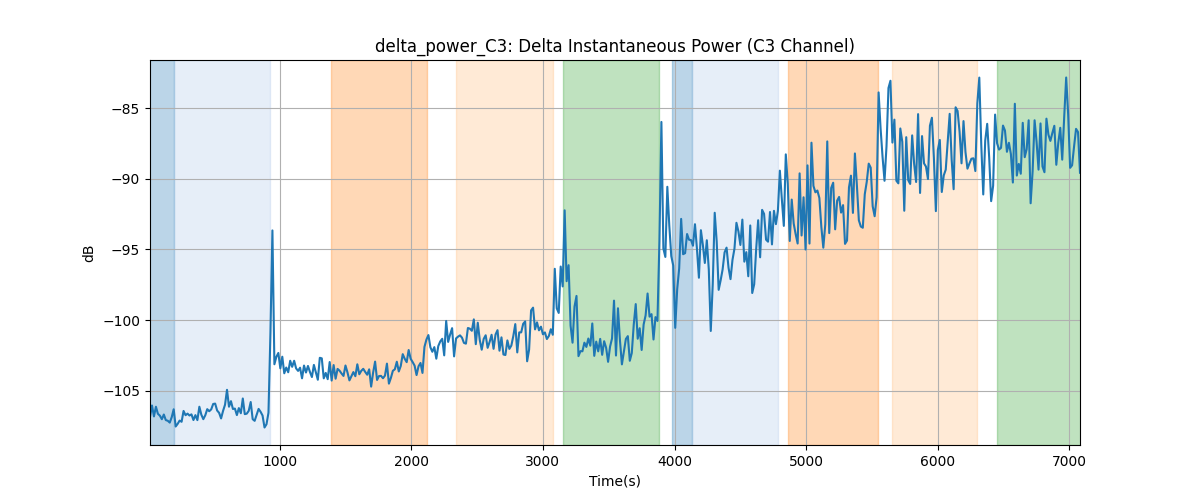 delta_power_C3: Delta Instantaneous Power (C3 Channel)
−85
−90
−95
−100
−105
dB
1000 2000 3000 4000 5000 6000 7000
Time(s)